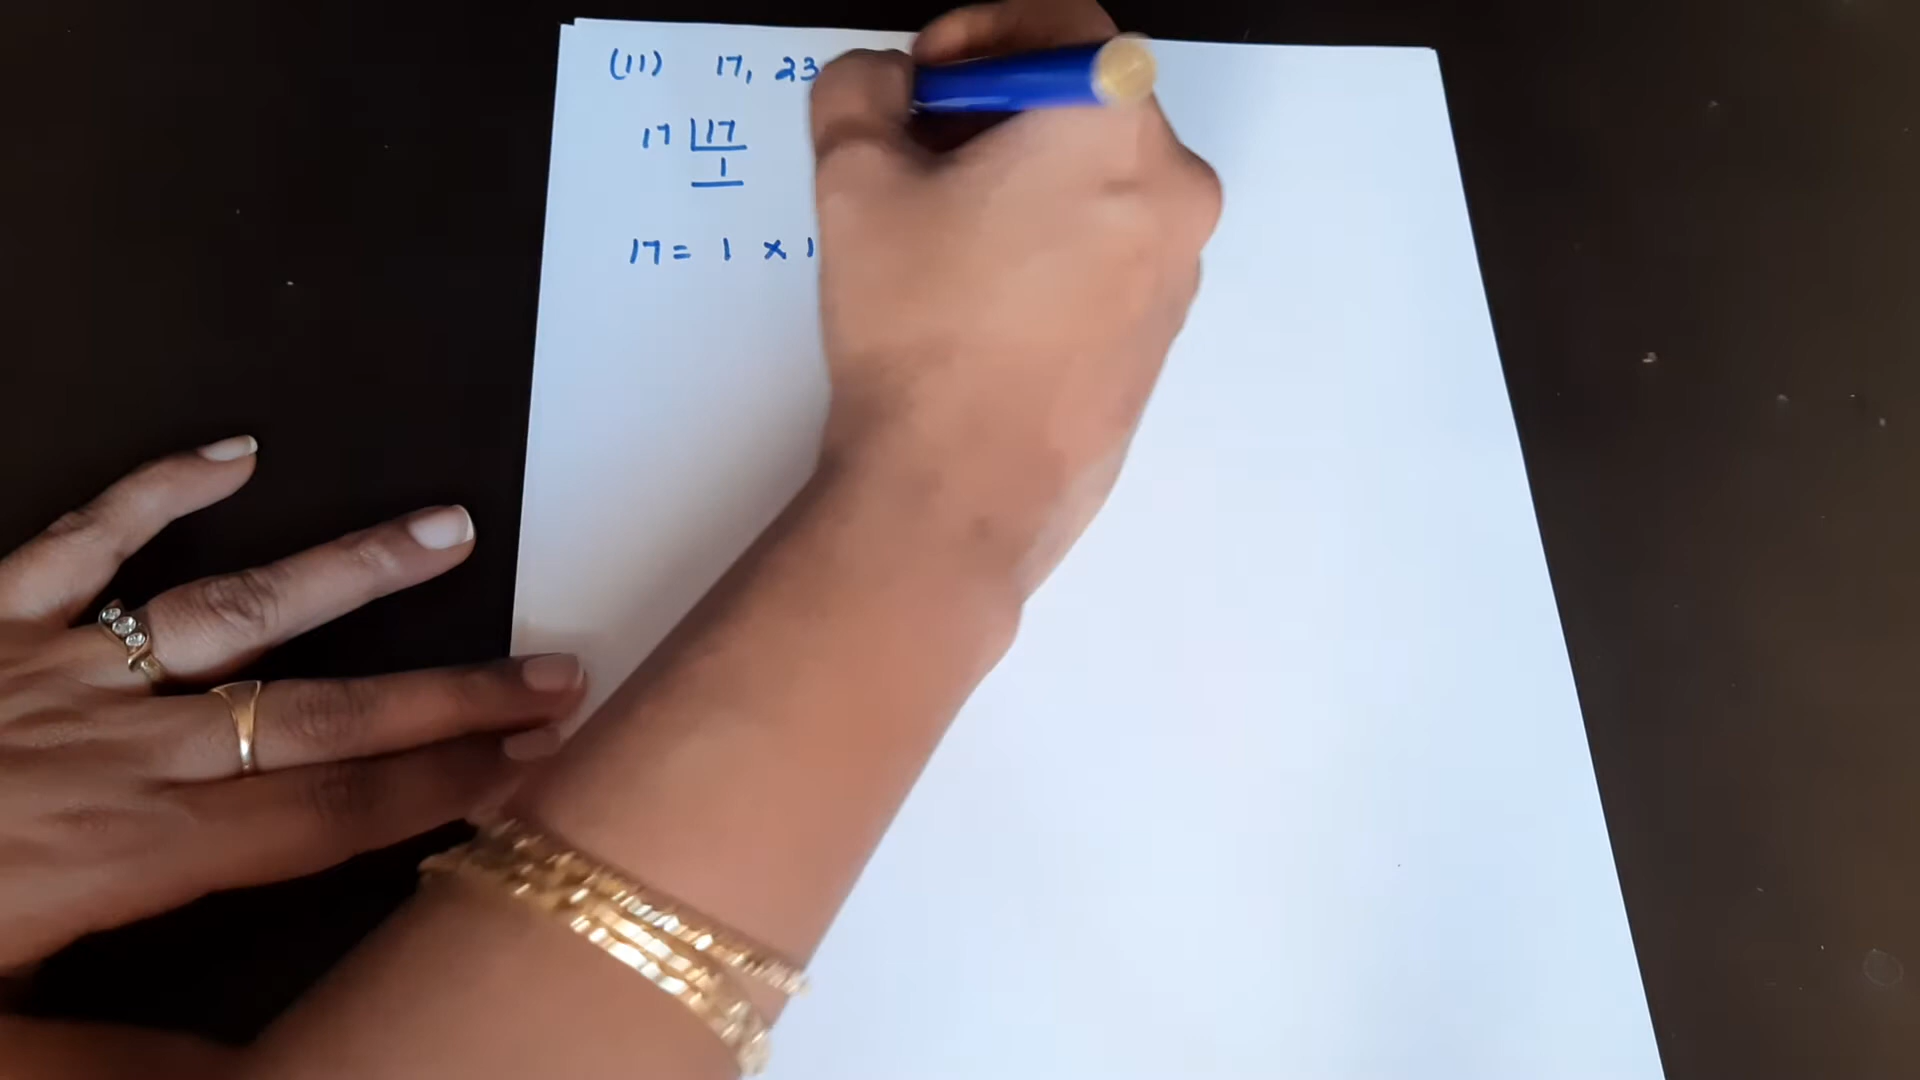 (11) 17, 23
17 17
1
17 = 1 × 1